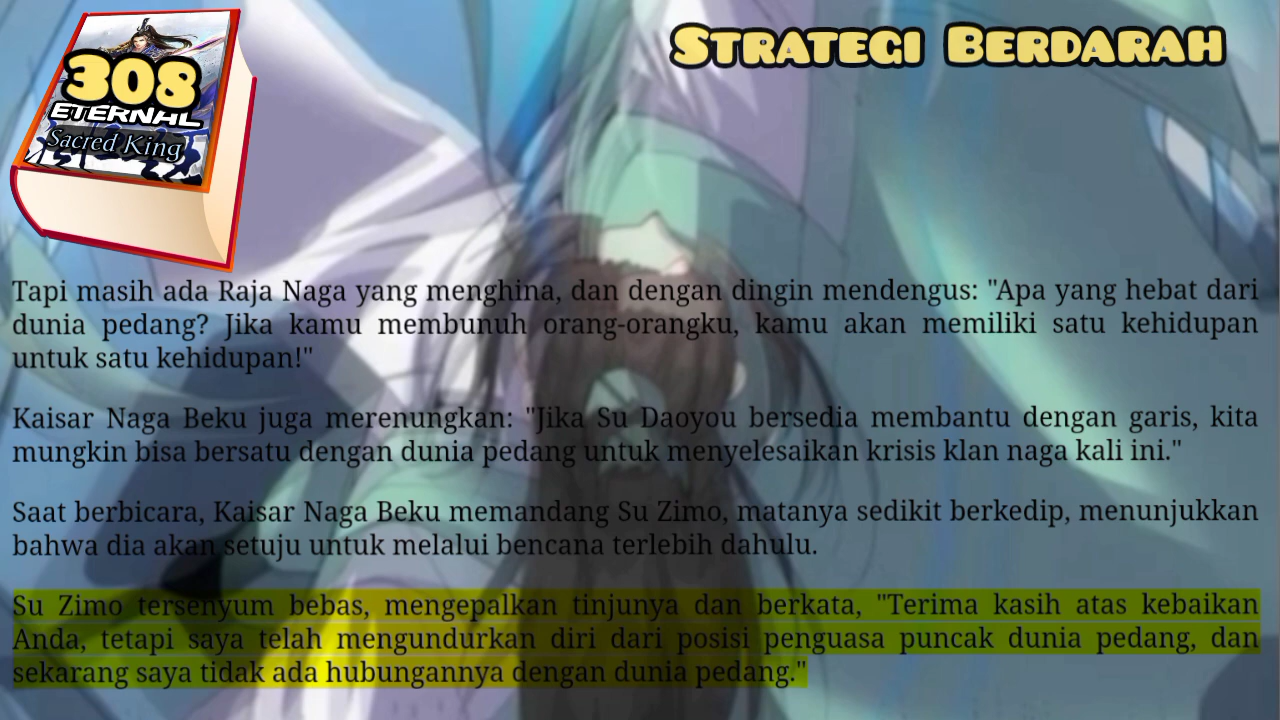 Strategi Berdarah
308
ETERNAL
Sacred King
Tapi masih ada Raja Naga yang menghina, dan dengan dingin mendengus: "Apa yang hebat dari
dunia pedang? Jika kamu membunuh orang-orangku, kamu akan memiliki satu kehidupan
untuk satu kehidupan!"
Kaisar Naga Beku juga merenungkan: "Jika Su Daoyou bersedia membantu dengan garis, kita
mungkin bisa bersatu dengan dunia pedang untuk menyelesaikan krisis klan naga kali ini."
Saat berbicara, Kaisar Naga Beku memandang Su Zimo, matanya sedikit berkedip, menunjukkan
bahwa dia akan setuju untuk melalui bencana terlebih dahulu.
Su Zimo tersenyum bebas, mengepalkan tinjunya dan berkata, "Terima kasih atas kebaikan
Anda, tetapi saya telah mengundurkan diri dari posisi penguasa puncak dunia pedang, dan
sekarang saya tidak ada hubungannya dengan dunia pedang."